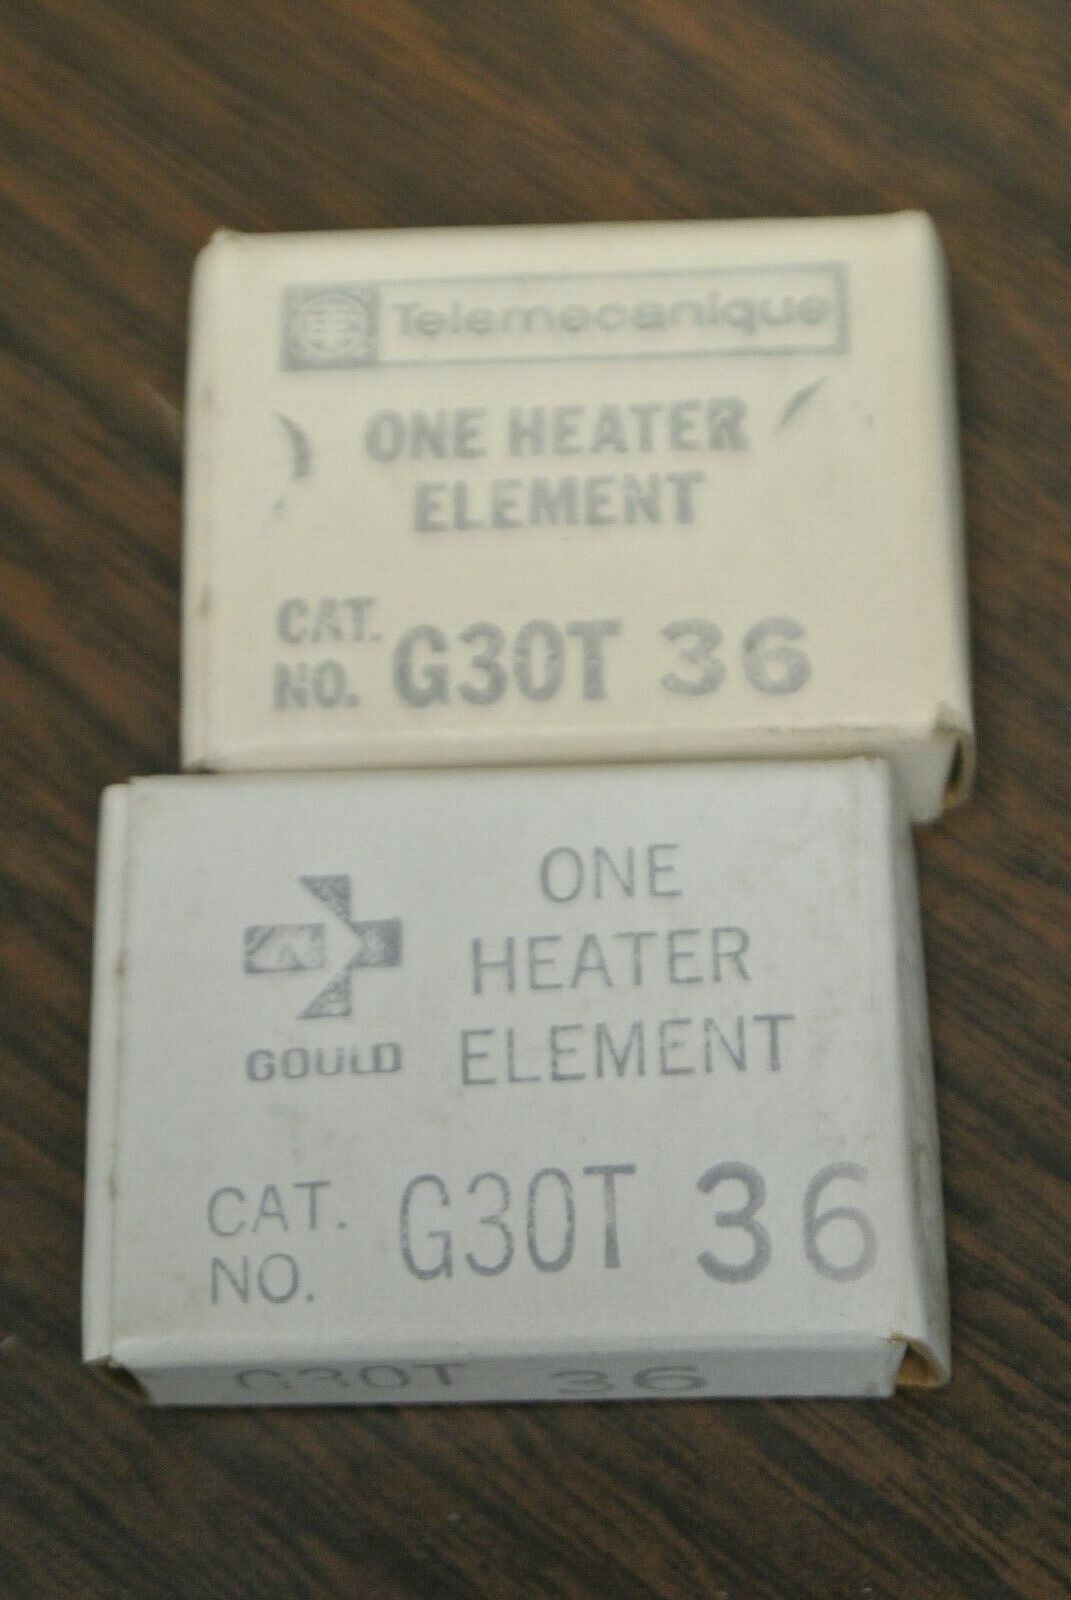 Telemecanique
ONE HEATER
ELEMENT
CAT.
NO. G30T 36
GOULD
ONE
HEATER
ELEMENT
CAT.
NO. G30T 36
G30T 36